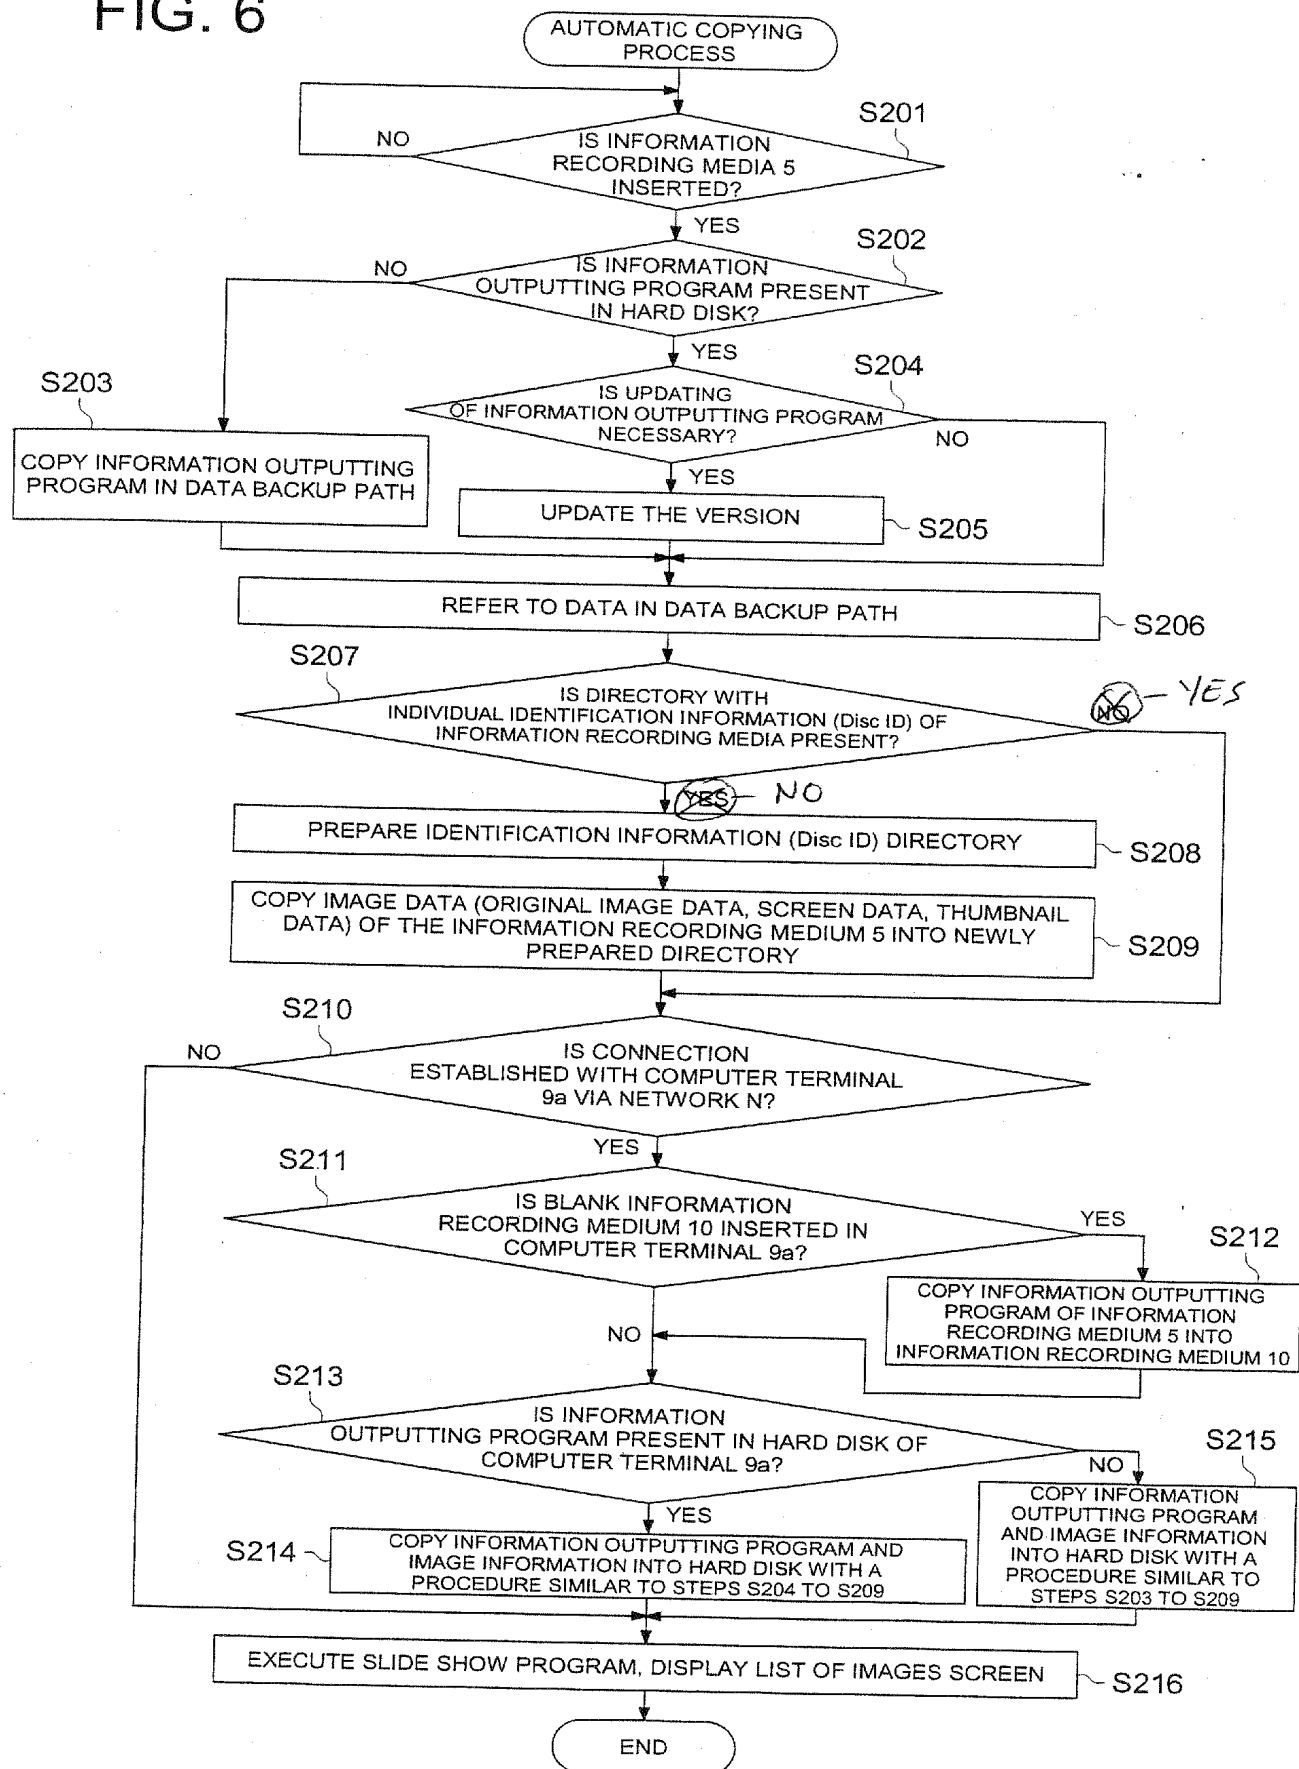 FIG. 6
AUTOMATIC COPYING
PROCESS
S201
NO
IS INFORMATION
RECORDING MEDIA 5
INSERTED?
YES
S202
NO
IS INFORMATION
OUTPUTTING PROGRAM PRESENT
IN HARD DISK?
YES
S203
S204
IS UPDATING
OF INFORMATION OUTPUTTING PROGRAM
NECESSARY?
NO
COPY INFORMATION OUTPUTTING
PROGRAM IN DATA BACKUP PATH
YES
UPDATE THE VERSION
S205
REFER TO DATA IN DATA BACKUP PATH
S206
S207
IS DIRECTORY WITH
INDIVIDUAL IDENTIFICATION INFORMATION (Disc ID) OF
INFORMATION RECORDING MEDIA PRESENT?
NO - YES
YES - NO
PREPARE IDENTIFICATION INFORMATION (Disc ID) DIRECTORY
S208
COPY IMAGE DATA (ORIGINAL IMAGE DATA, SCREEN DATA, THUMBNAIL
DATA) OF THE INFORMATION RECORDING MEDIUM 5 INTO NEWLY
PREPARED DIRECTORY
S209
S210
NO
IS CONNECTION
ESTABLISHED WITH COMPUTER TERMINAL
9a VIA NETWORK N?
YES
S211
IS BLANK INFORMATION
RECORDING MEDIUM 10 INSERTED IN
COMPUTER TERMINAL 9a?
YES
S212
COPY INFORMATION OUTPUTTING
PROGRAM OF INFORMATION
RECORDING MEDIUM 5 INTO
INFORMATION RECORDING MEDIUM 10
NO
S213
IS INFORMATION
OUTPUTTING PROGRAM PRESENT IN HARD DISK OF
COMPUTER TERMINAL 9a?
NO
S215
COPY INFORMATION
OUTPUTTING PROGRAM
AND IMAGE INFORMATION
INTO HARD DISK WITH A
PROCEDURE SIMILAR TO
STEPS S203 TO S209
YES
S214
COPY INFORMATION OUTPUTTING PROGRAM AND
IMAGE INFORMATION INTO HARD DISK WITH A
PROCEDURE SIMILAR TO STEPS S204 TO S209
EXECUTE SLIDE SHOW PROGRAM, DISPLAY LIST OF IMAGES SCREEN
S216
END